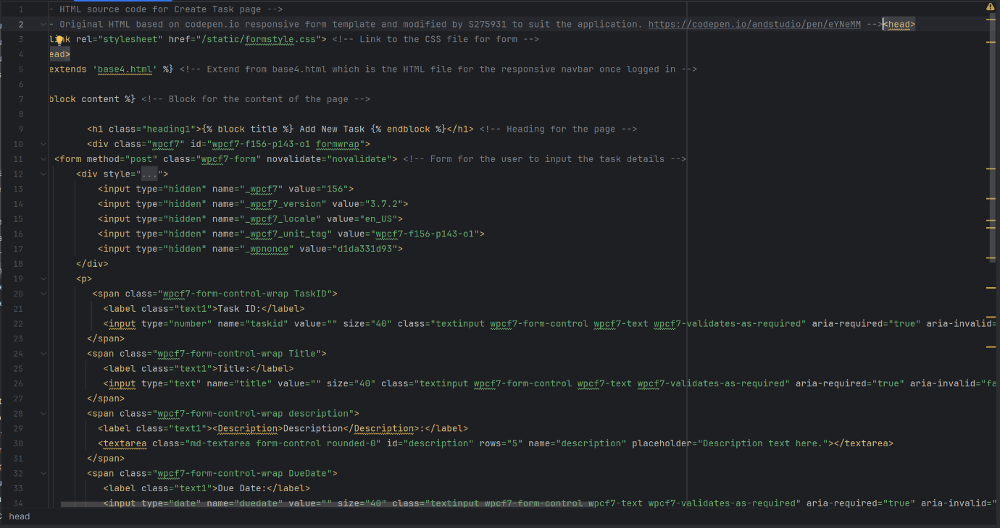 1 - HTML source code for Create Task page -->
2 - Original HTML based on codepen.io responsive form template and modified by S275931 to suit the application. https://codepen.io/andstudio/pen/eYNeMM --><head>
3 link rel="stylesheet" href="/static/formstyle.css"> <!-- Link to the CSS file for form -->
4 ead>
5 extends 'base4.html' %} <!-- Extend from base4.html which is the HTML file for the responsive navbar once logged in -->
6
7 block content %} <!-- Block for the content of the page -->
8
9 <h1 class="heading1">{% block title %} Add New Task {% endblock %}</h1> <!-- Heading for the page -->
10 <div class="wpcf7" id="wpcf7-f156-p143-o1 formwrap">
11 <form method="post" class="wpcf7-form" novalidate="novalidate"> <!-- Form for the user to input the task details -->
12 <div style="...">
13 <input type="hidden" name="_wpcf7" value="156">
14 <input type="hidden" name="_wpcf7_version" value="3.7.2">
15 <input type="hidden" name="_wpcf7_locale" value="en_US">
16 <input type="hidden" name="_wpcf7_unit_tag" value="wpcf7-f156-p143-o1">
17 <input type="hidden" name="_wpnonce" value="d1da331d93">
18 </div>
19 <p>
20 <span class="wpcf7-form-control-wrap TaskID">
21 <label class="text1">Task ID:</label>
22 <input type="number" name="taskid" value="" size="40" class="textinput wpcf7-form-control wpcf7-text wpcf7-validates-as-required" aria-required="true" aria-invalid=
23 </span>
24 <span class="wpcf7-form-control-wrap Title">
25 <label class="text1">Title:</label>
26 <input type="text" name="title" value="" size="40" class="textinput wpcf7-form-control wpcf7-text wpcf7-validates-as-required" aria-required="true" aria-invalid="fa
27 </span>
28 <span class="wpcf7-form-control-wrap description">
29 <label class="text1"><Description>Description</Description>:</label>
30 <textarea class="md-textarea form-control rounded-0" id="description" rows="5" name="description" placeholder="Description text here."></textarea>
31 </span>
32 <span class="wpcf7-form-control-wrap DueDate">
33 <label class="text1">Due Date:</label>
34 <input type="date" name="duedate" value="" size="40" class="textinput wpcf7-form-control wpcf7-text wpcf7-validates-as-required" aria-required="true" aria-invalid="
head